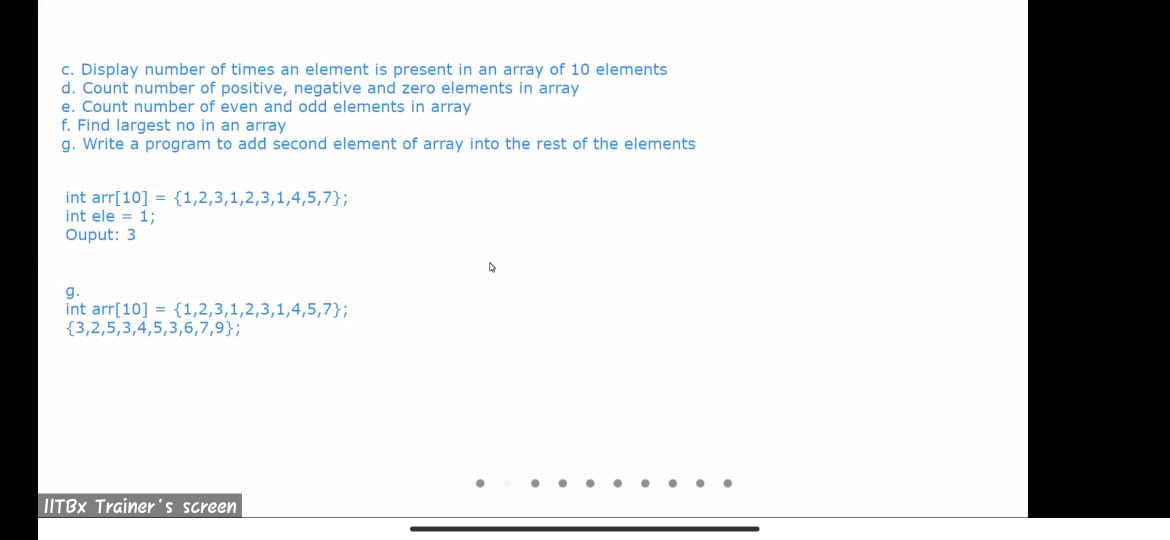 c. Display number of times an element is present in an array of 10 elements
d. Count number of positive, negative and zero elements in array
e. Count number of even and odd elements in array
f. Find largest no in an array
g. Write a program to add second element of array into the rest of the elements
int arr[10] = {1,2,3,1,2,3,1,4,5,7};
int ele = 1;
Ouput: 3
g.
int arr[10] = {1,2,3,1,2,3,1,4,5,7};
{3,2,5,3,4,5,3,6,7,9};
IITBx Trainer's screen